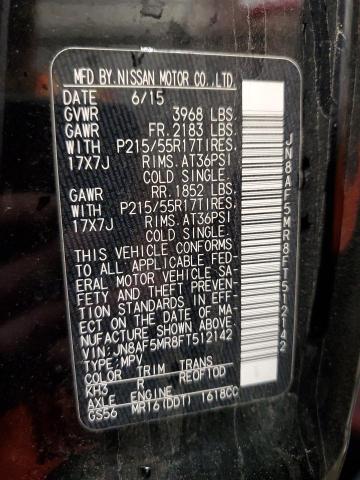 MFD BY NISSAN MOTOR CO., LTD.
DATE 6/15
GVWR 3968 LBS.
GAWR FR. 2183 LBS.
WITH P215/55R17TIRES.
17X7J RIMS. AT36PSI
COLD SINGLE.
GAWR RR. 1852 LBS.
WITH P215/55R17TIRES.
17X7J RIMS. AT36PSI
COLD SINGLE.
THIS VEHICLE CONFORMS
TO ALL APPLICABLE FED-
ERAL MOTOR VEHICLE SA-
FETY AND THEFT PREVEN-
TION STANDARDS IN EFF-
ECT ON THE DATE OF MA-
NUFACTURE SHOWN ABOVE.
VIN: JN8AF5MR8FT512142
TYPE: MPV
COLOR TRIM TRANS
KH3 R RE0F10D
AXLE ENGINE
GS56 MR16(DDT) 1618CC
JN8AF5MR8FT512142